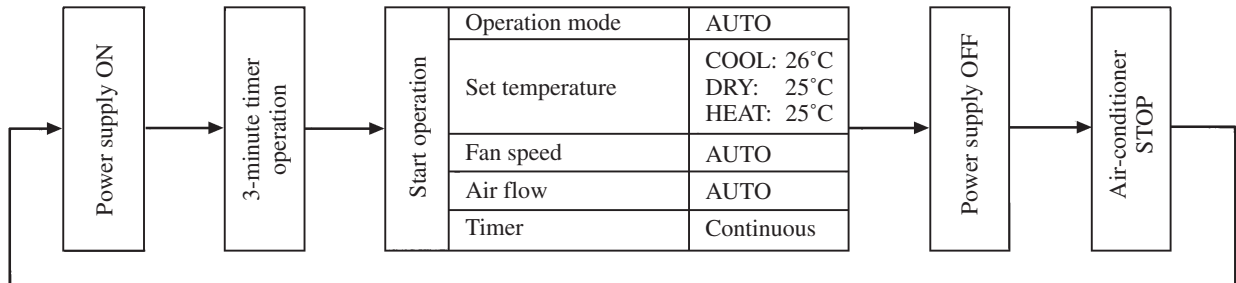 Power supply ON
3-minute timer
operation
Start operation
Operation mode AUTO
Set temperature
COOL: 26˚C
DRY: 25˚C
HEAT: 25˚C
Fan speed AUTO
Air flow AUTO
Timer Continuous
Power supply OFF
Air-conditioner
STOP